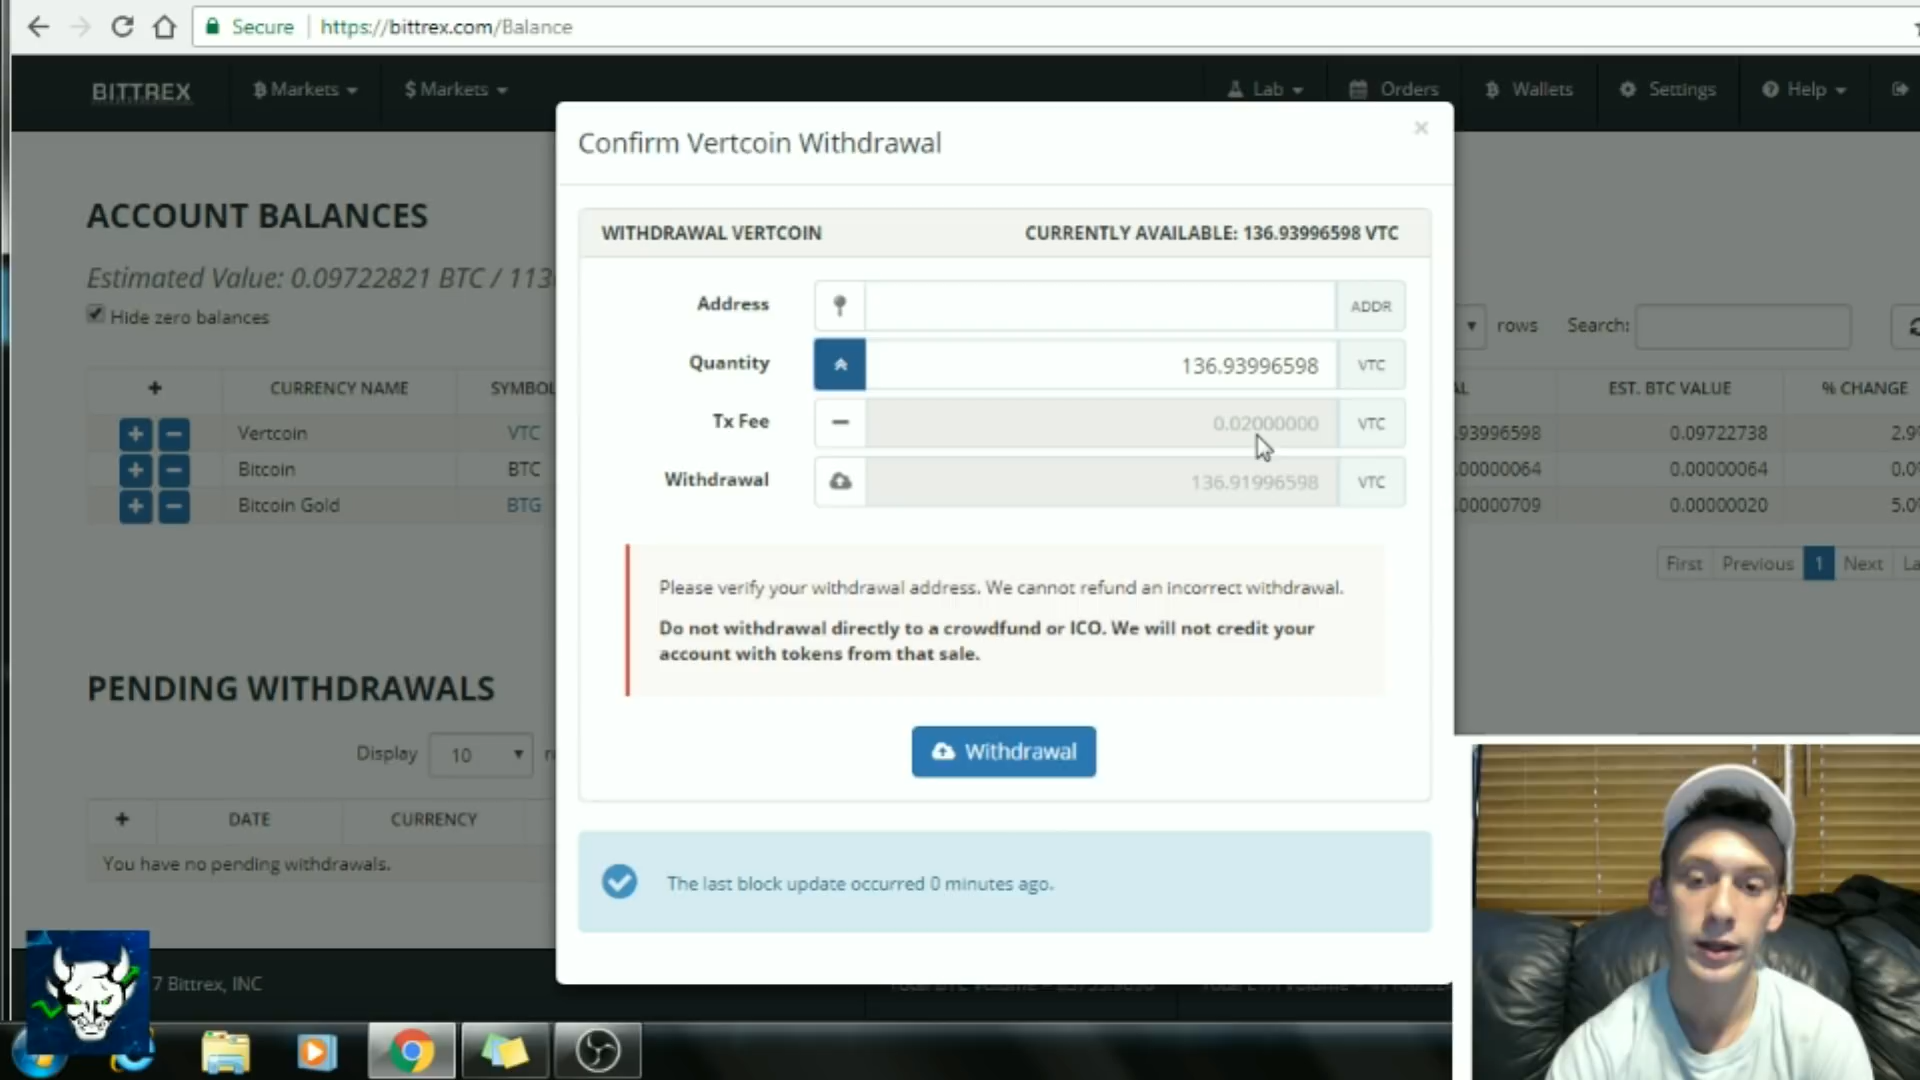 Secure https://bittrex.com/Balance
BITTREX Markets $ Markets Lab Orders Wallets Settings Help
Confirm Vertcoin Withdrawal
ACCOUNT BALANCES
WITHDRAWAL VERTCOIN CURRENTLY AVAILABLE: 136.93996598 VTC
Estimated Value: 0.09722821 BTC / 113
Hide zero balances
Address ADDR
rows Search:
Quantity 136.93996598 VTC
+ CURRENCY NAME SYMBOL EST. BTC VALUE % CHANGE
Tx Fee 0.02000000 VTC
Vertcoin VTC 93996598 0.09722738 2.9%
Bitcoin BTC .00000064 0.00000064 0.0%
Withdrawal 136.91996598 VTC
Bitcoin Gold BTG .00000709 0.00000020 5.0%
First Previous 1 Next
Please verify your withdrawal address. We cannot refund an incorrect withdrawal.
Do not withdrawal directly to a crowdfund or ICO. We will not credit your
account with tokens from that sale.
PENDING WITHDRAWALS
Display 10
Withdrawal
+ DATE CURRENCY
You have no pending withdrawals.
The last block update occurred 0 minutes ago.
7 Bittrex, INC